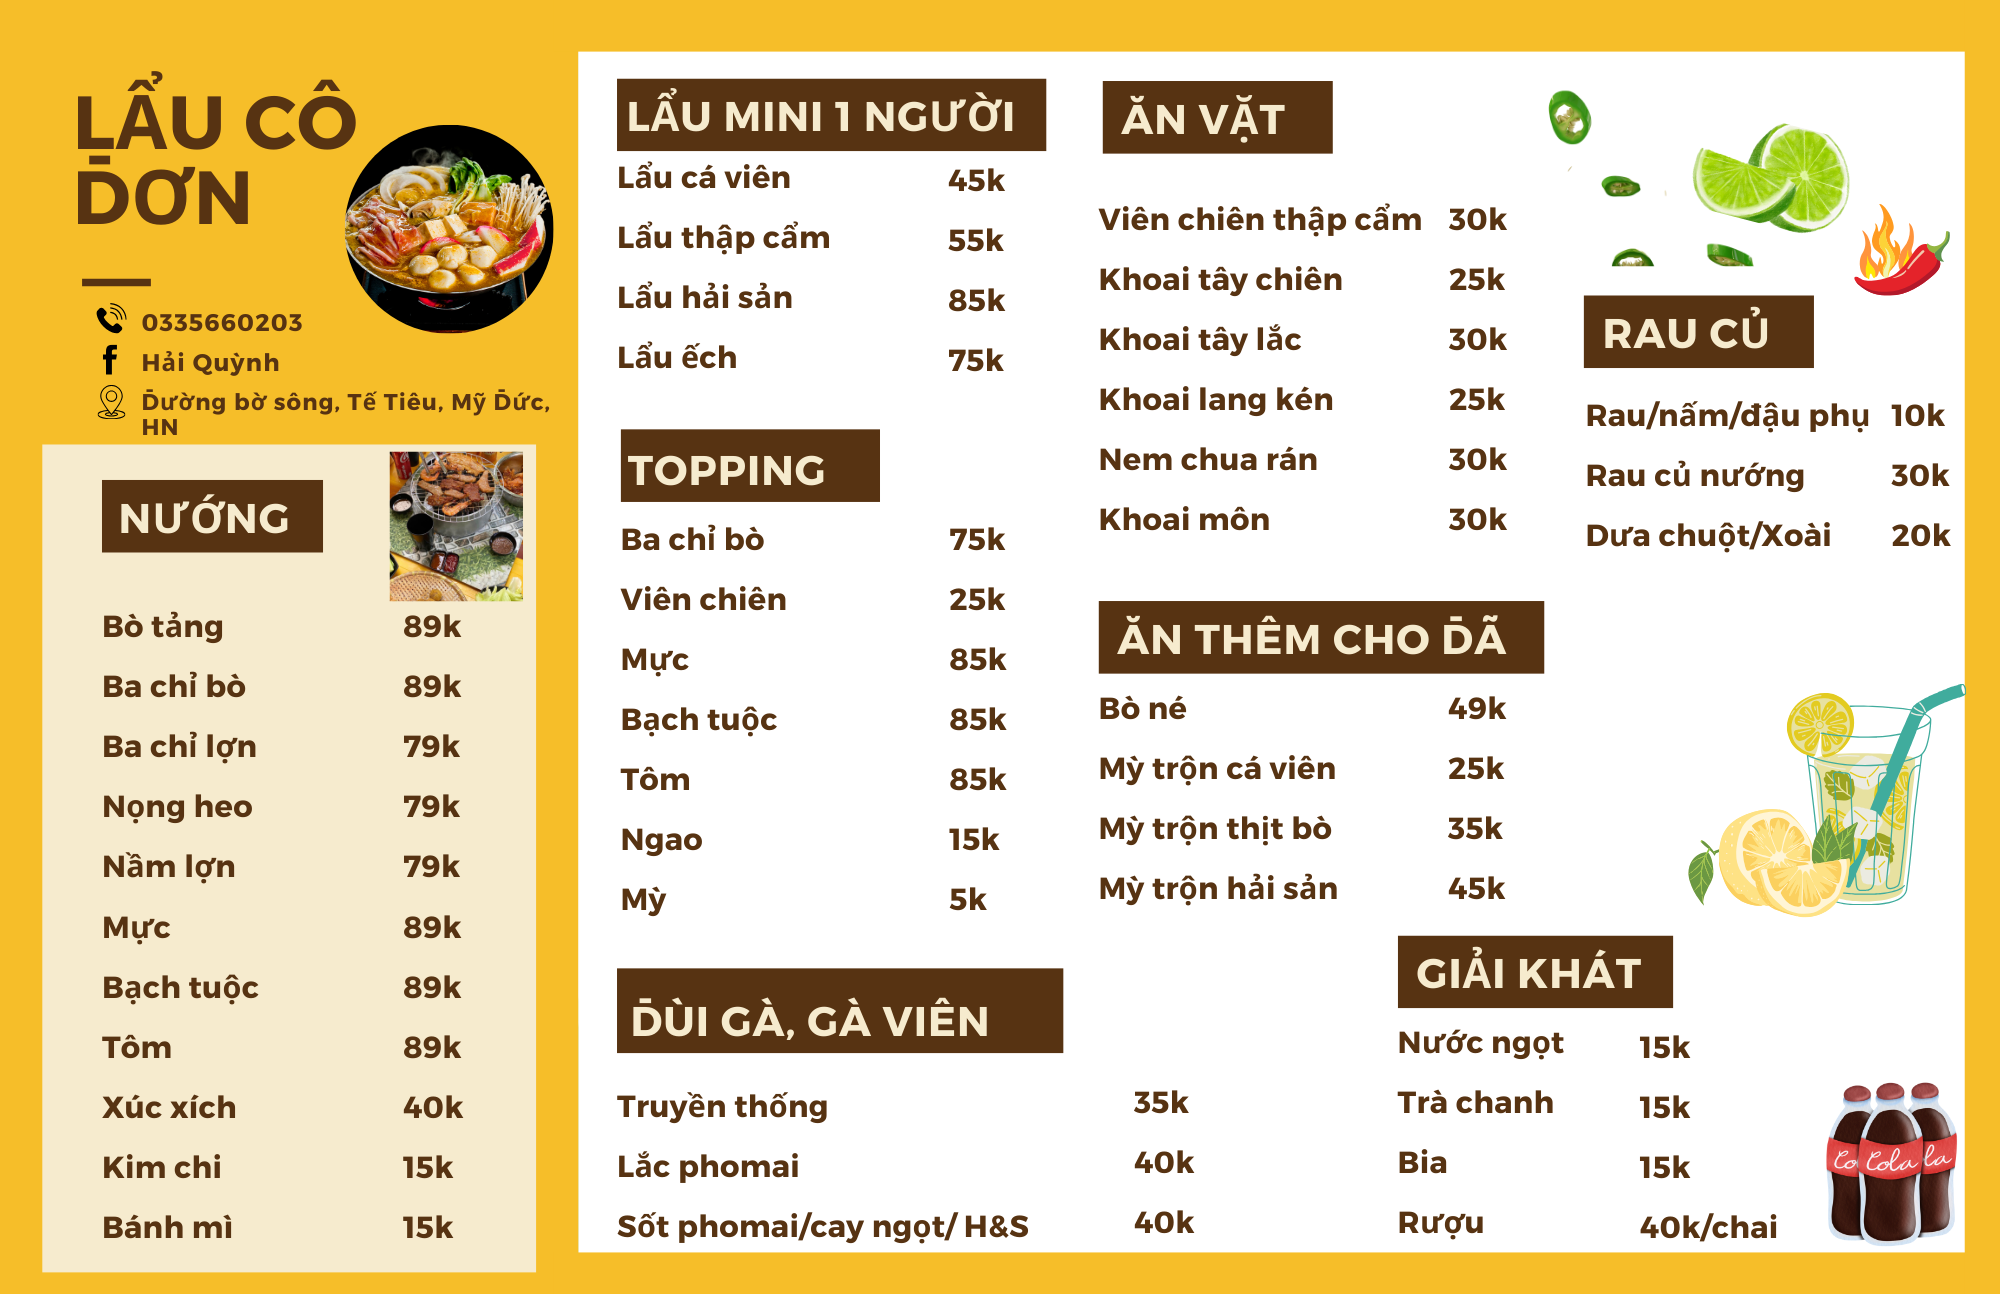 LẨU CÔ
ĐƠN
0335660203
Hải Quỳnh
Đường bờ sông, Tế Tiêu, Mỹ Đức,
HN
NƯỚNG
Bò tảng 89k
Ba chỉ bò 89k
Ba chỉ lợn 79k
Nọng heo 79k
Nầm lợn 79k
Mực 89k
Bạch tuộc 89k
Tôm 89k
Xúc xích 40k
Kim chi 15k
Bánh mì 15k
LẨU MINI 1 NGƯỜI
Lẩu cá viên 45k
Lẩu thập cẩm 55k
Lẩu hải sản 85k
Lẩu ếch 75k
TOPPING
Ba chỉ bò 75k
Viên chiên 25k
Mực 85k
Bạch tuộc 85k
Tôm 85k
Ngao 15k
Mỳ 5k
ĐÙI GÀ, GÀ VIÊN
Truyền thống 35k
Lắc phomai 40k
Sốt phomai/cay ngọt/ H&S 40k
ĂN VẶT
Viên chiên thập cẩm 30k
Khoai tây chiên 25k
Khoai tây lắc 30k
Khoai lang kén 25k
Nem chua rán 30k
Khoai môn 30k
ĂN THÊM CHO ĐÃ
Bò né 49k
Mỳ trộn cá viên 25k
Mỳ trộn thịt bò 35k
Mỳ trộn hải sản 45k
RAU CỦ
Rau/nấm/đậu phụ 10k
Rau củ nướng 30k
Dưa chuột/Xoài 20k
GIẢI KHÁT
Nước ngọt 15k
Trà chanh 15k
Bia 15k
Rượu 40k/chai
Co Cola la